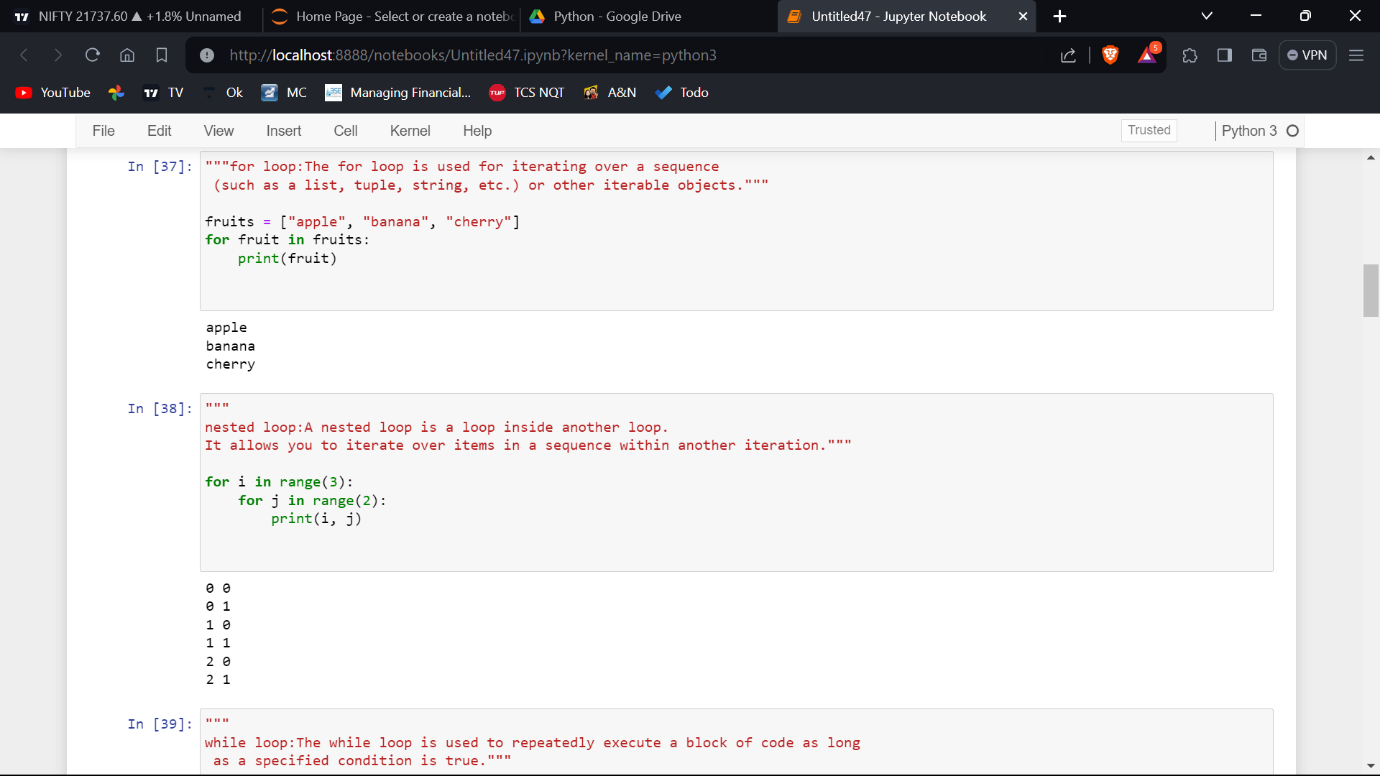 NIFTY 21737.60 ▲ +1.8% Unnamed
Home Page - Select or create a noteb
Python - Google Drive
Untitled47 - Jupyter Notebook
http://localhost:8888/notebooks/Untitled47.ipynb?kernel_name=python3
5
VPN
YouTube
TV
Ok
MC
Managing Financial...
TCS NQT
A&N
Todo
File Edit View Insert Cell Kernel Help
Trusted
Python 3
In [37]: """for loop:The for loop is used for iterating over a sequence
 (such as a list, tuple, string, etc.) or other iterable objects."""
fruits = ["apple", "banana", "cherry"]
for fruit in fruits:
    print(fruit)
apple
banana
cherry
In [38]: """
nested loop:A nested loop is a loop inside another loop.
It allows you to iterate over items in a sequence within another iteration."""
for i in range(3):
    for j in range(2):
        print(i, j)
0 0
0 1
1 0
1 1
2 0
2 1
In [39]: """
while loop:The while loop is used to repeatedly execute a block of code as long
 as a specified condition is true."""